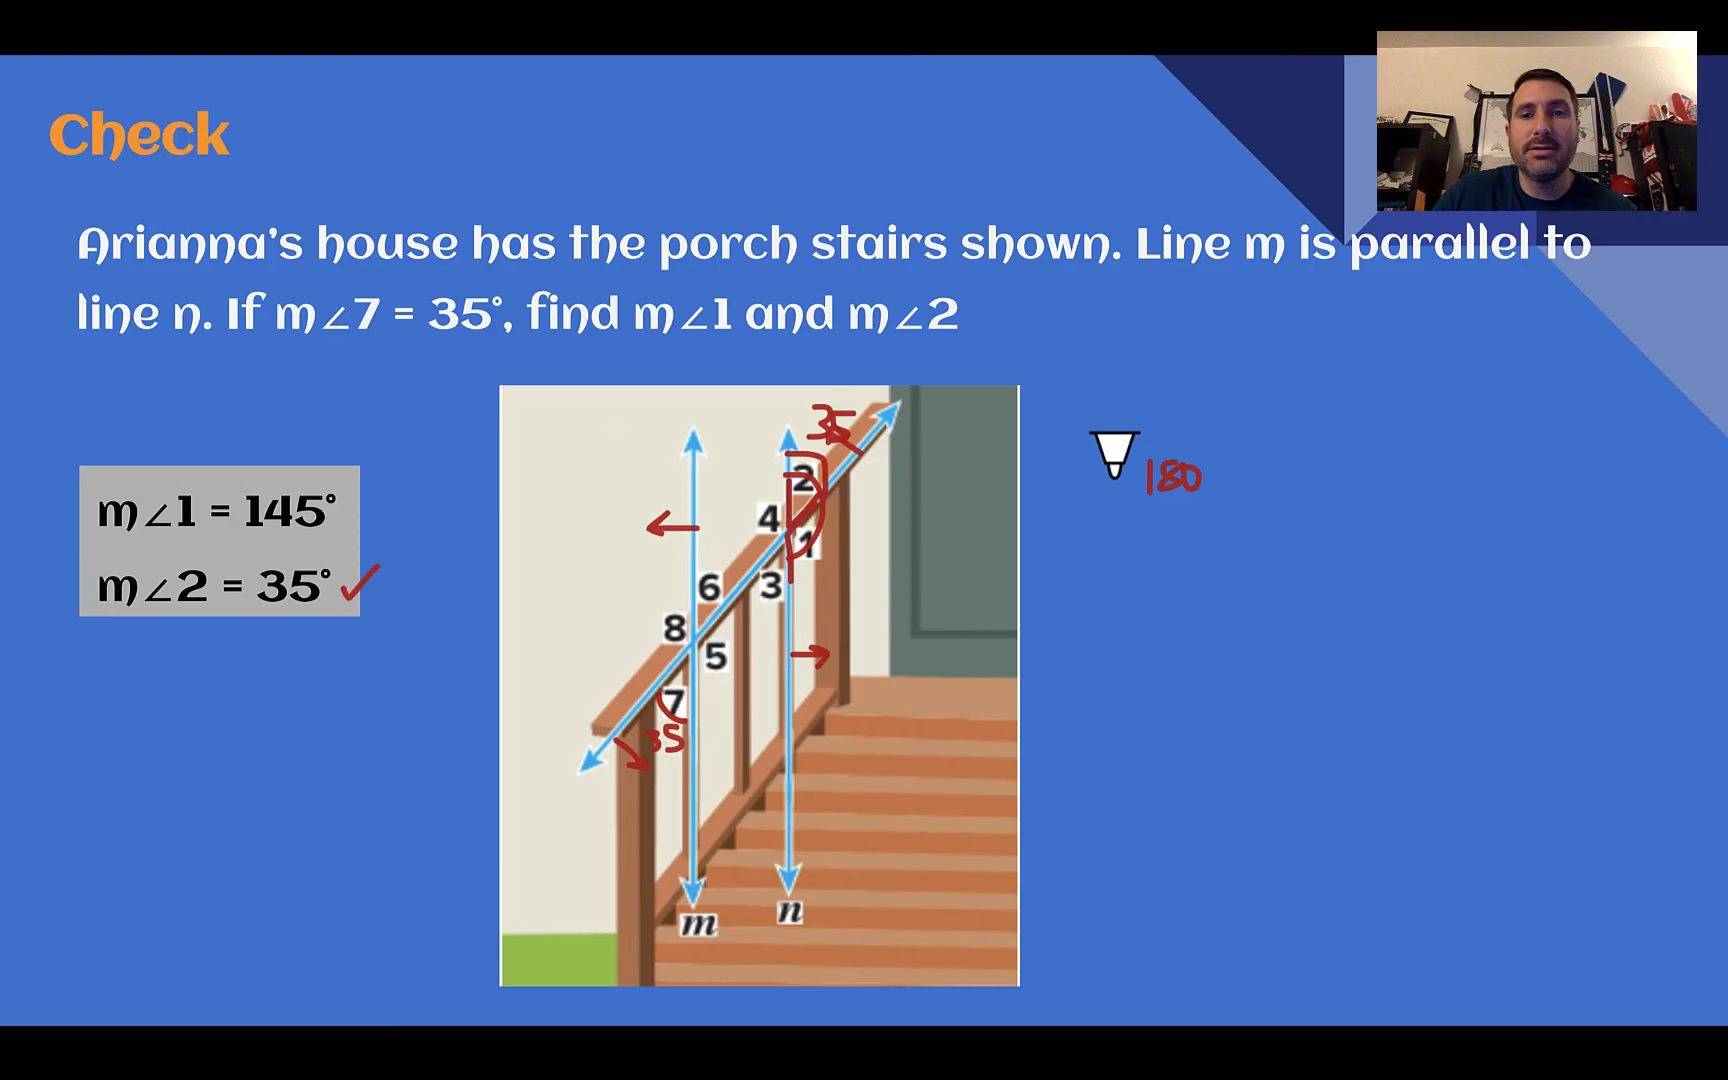 Check
Arianna's house has the porch stairs shown. Line m is parallel to
line n. If m∠7 = 35°, find m∠1 and m∠2
m∠1 = 145°
m∠2 = 35° ✓
35
2
4
1
6
3
8
5
7
35
m
n
180